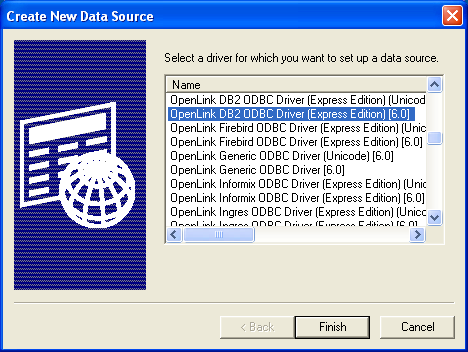 Create New Data Source
Select a driver for which you want to set up a data source.
Name
OpenLink DB2 ODBC Driver (Express Edition) (Unicod
OpenLink DB2 ODBC Driver (Express Edition) [6.0]
OpenLink Firebird ODBC Driver (Express Edition) (Unic
OpenLink Firebird ODBC Driver (Express Edition) [6.0]
OpenLink Generic ODBC Driver (Unicode) [6.0]
OpenLink Generic ODBC Driver [6.0]
OpenLink Informix ODBC Driver (Express Edition) (Unic
OpenLink Informix ODBC Driver (Express Edition) [6.0]
OpenLink Ingres ODBC Driver (Express Edition) (Unic
OpenLink Ingres ODBC Driver (Express Edition) [6.0]
< Back
Finish
Cancel